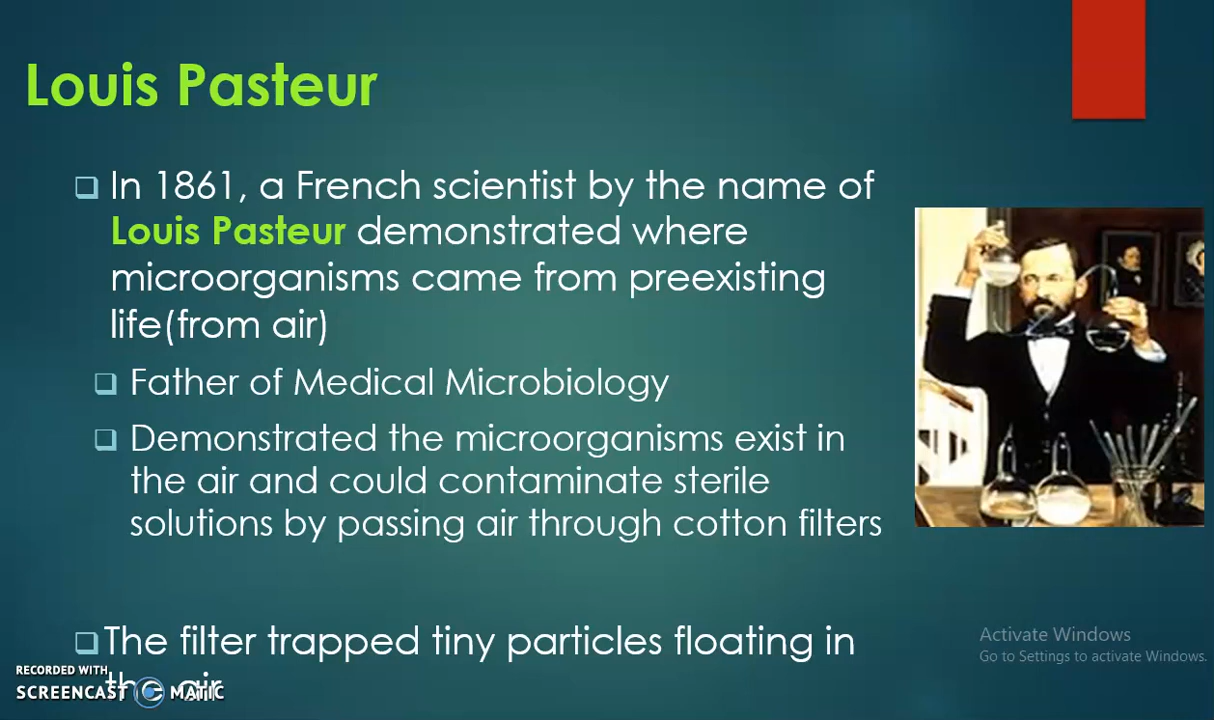 Louis Pasteur
❑ In 1861, a French scientist by the name of
Louis Pasteur demonstrated where
microorganisms came from preexisting
life(from air)
❑ Father of Medical Microbiology
❑ Demonstrated the microorganisms exist in
the air and could contaminate sterile
solutions by passing air through cotton filters
❑ The filter trapped tiny particles floating in
the air
Activate Windows
Go to Settings to activate Windows.
RECORDED WITH
SCREENCAST MATIC